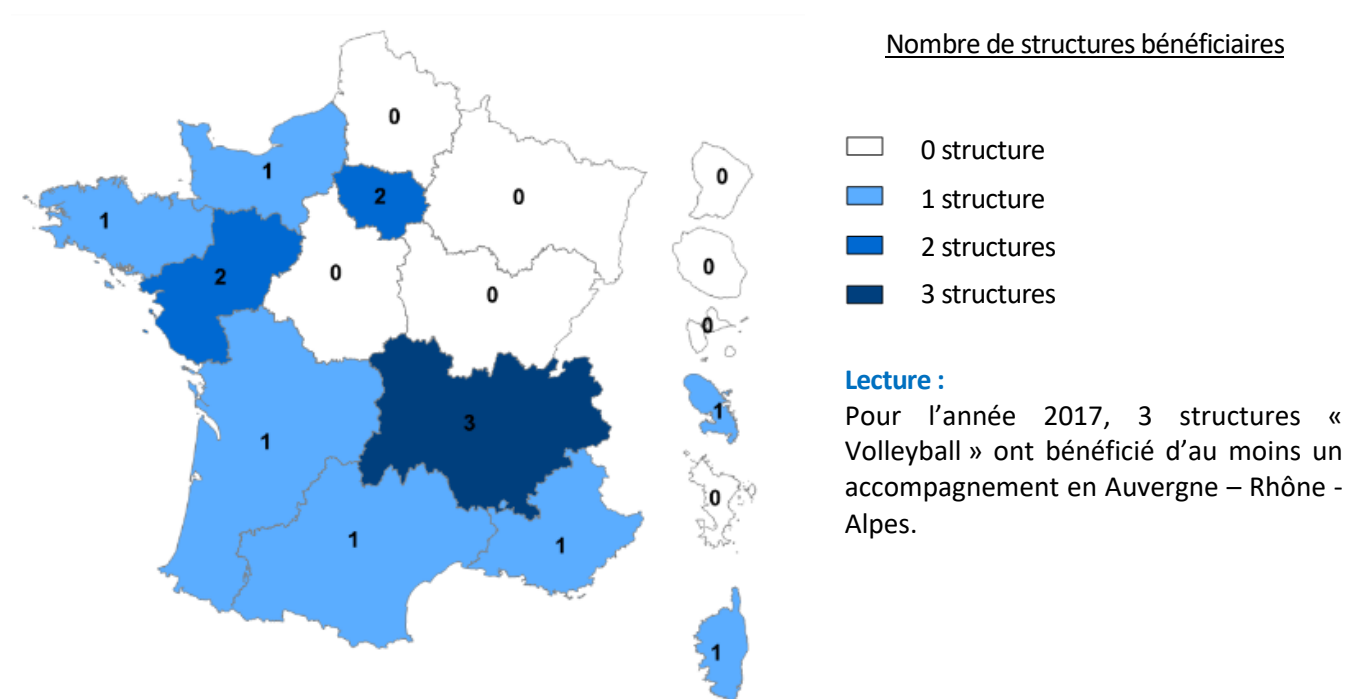 Nombre de structures bénéficiaires
0
1
2
0
0
1
2
0
0
0
0
0
1
3
1
1
1
0
1
0 structure
1 structure
2 structures
3 structures
Lecture :
Pour l’année 2017, 3 structures «
Volleyball » ont bénéficié d’au moins un
accompagnement en Auvergne – Rhône -
Alpes.